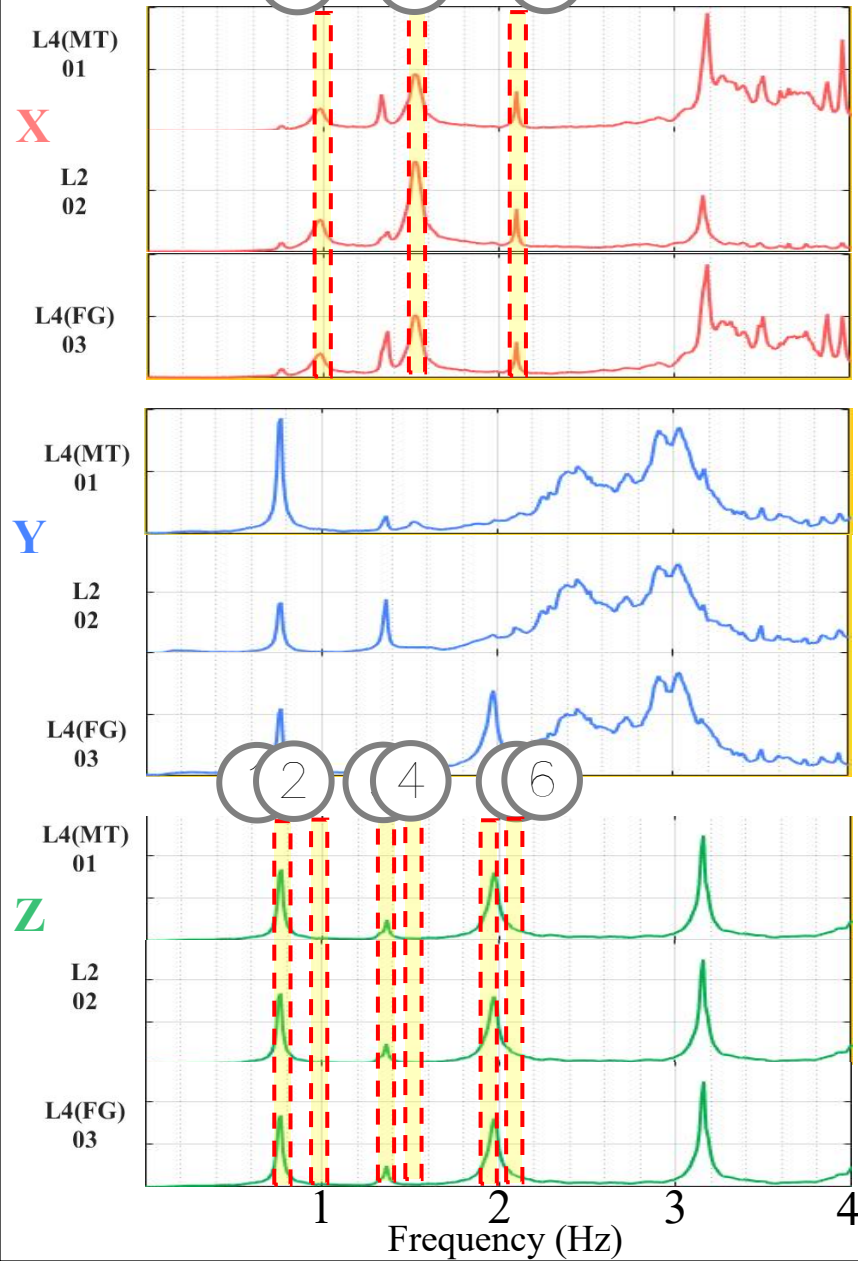 L4(MT)
01
X
L2
02
L4(FG)
03
L4(MT)
01
Y
L2
02
L4(FG)
03
2 4 6
L4(MT)
01
Z
L2
02
L4(FG)
03
1 2 3 4
Frequency (Hz)